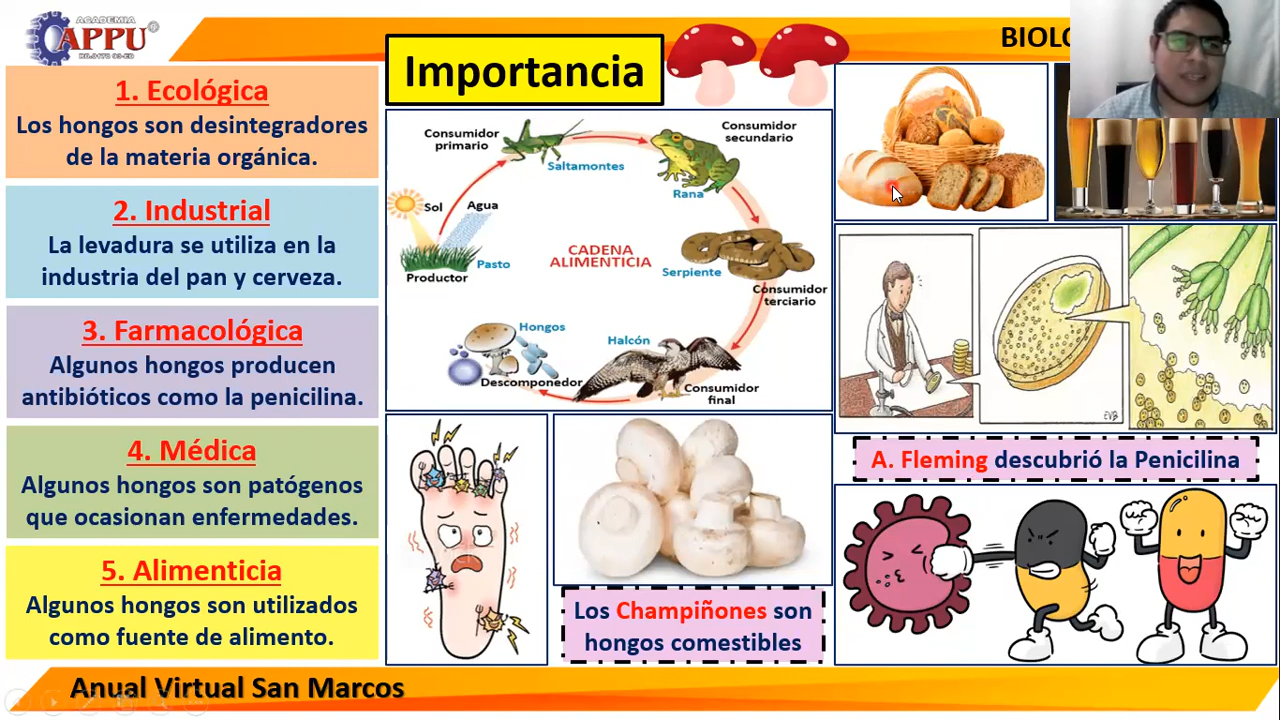 ACADEMIA
APPU
BIOLO
Importancia
1. Ecológica
Los hongos son desintegradores
de la materia orgánica.
2. Industrial
La levadura se utiliza en la
industria del pan y cerveza.
3. Farmacológica
Algunos hongos producen
antibióticos como la penicilina.
4. Médica
Algunos hongos son patógenos
que ocasionan enfermedades.
5. Alimenticia
Algunos hongos son utilizados
como fuente de alimento.
Consumidor
primario
Saltamontes
Consumidor
secundario
Rana
Sol
Agua
Pasto
Productor
CADENA
ALIMENTICIA
Serpiente
Consumidor
terciario
Hongos
Descomponedor
Halcón
Consumidor
final
EVB
A. Fleming descubrió la Penicilina
Los Champiñones son
hongos comestibles
Anual Virtual San Marcos